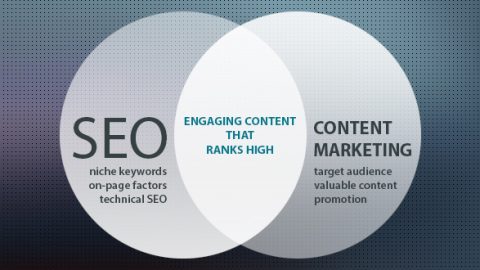 SEO
niche keywords
on-page factors
technical SEO
ENGAGING CONTENT
THAT
RANKS HIGH
CONTENT
MARKETING
target audience
valuable content
promotion